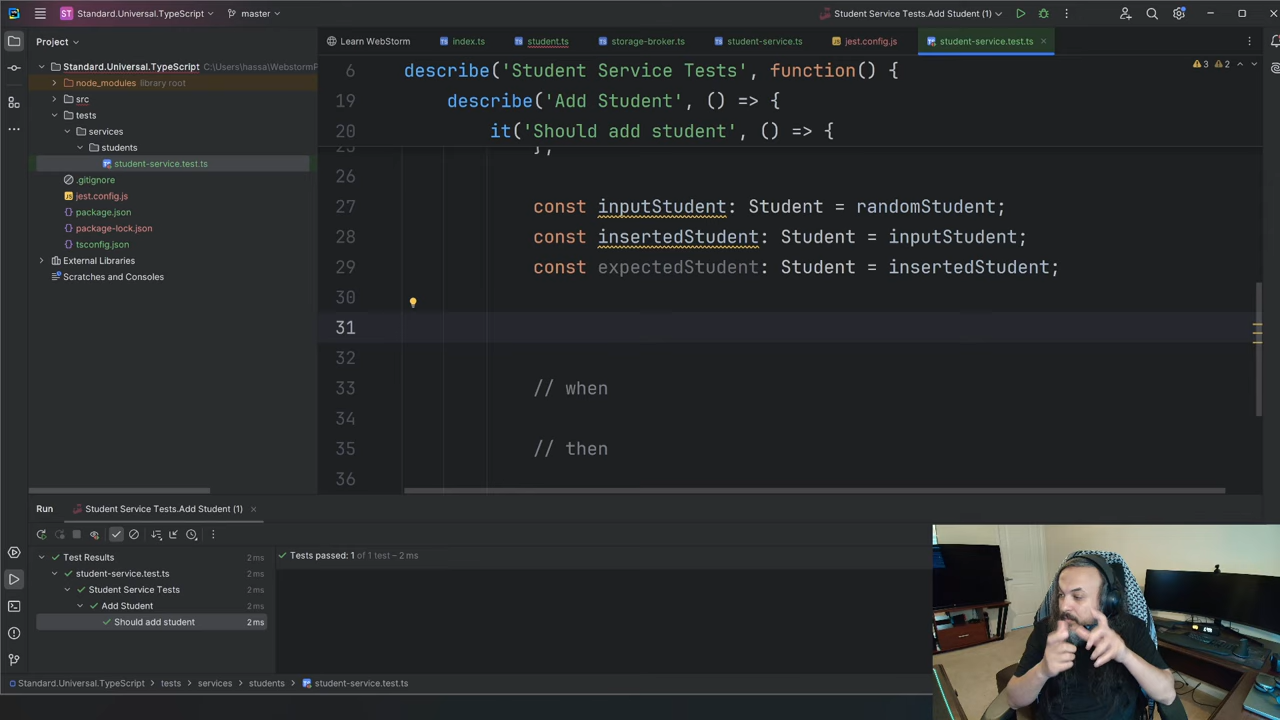 ST Standard.Universal.TypeScript master Student Service Tests.Add Student (1)
Project
Learn WebStorm index.ts student.ts storage-broker.ts student-service.ts jest.config.js student-service.test.ts
Standard.Universal.TypeScript C:\Users\hassa\WebstormP
node_modules library root
src
tests
services
students
student-service.test.ts
.gitignore
jest.config.js
package.json
package-lock.json
tsconfig.json
External Libraries
Scratches and Consoles
3 2
6 describe('Student Service Tests', function() {
19 describe('Add Student', () => {
20 it('Should add student', () => {
25 };
26
27 const inputStudent: Student = randomStudent;
28 const insertedStudent: Student = inputStudent;
29 const expectedStudent: Student = insertedStudent;
30
31
32
33 // when
34
35 // then
36
Run Student Service Tests.Add Student (1)
Test Results 2 ms
student-service.test.ts 2 ms
Student Service Tests 2 ms
Add Student 2 ms
Should add student 2 ms
Tests passed: 1 of 1 test – 2 ms
Standard.Universal.TypeScript > tests > services > students > student-service.test.ts